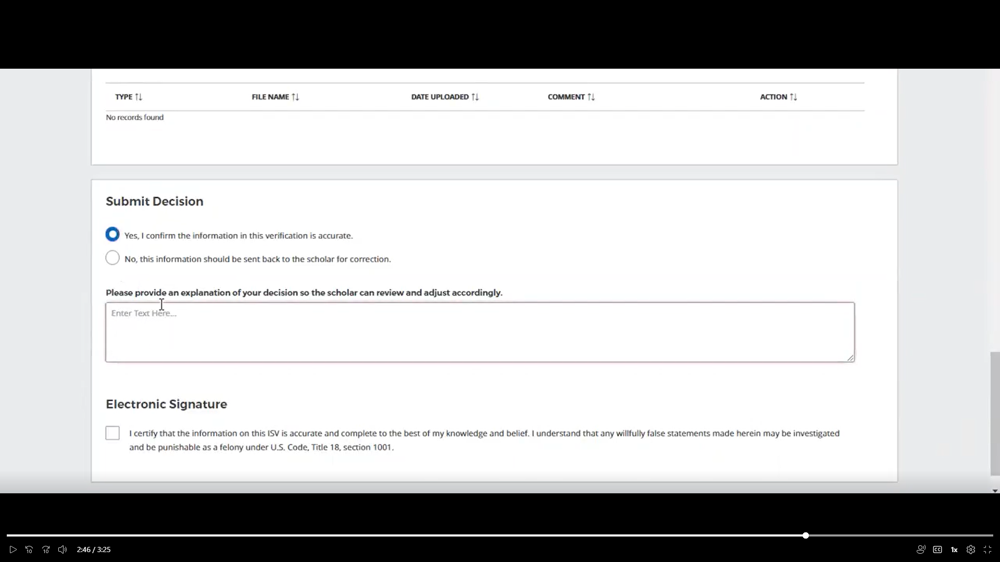 TYPE FILE NAME DATE UPLOADED COMMENT ACTION
No records found
Submit Decision
Yes, I confirm the information in this verification is accurate.
No, this information should be sent back to the scholar for correction.
Please provide an explanation of your decision so the scholar can review and adjust accordingly.
Enter Text Here...
Electronic Signature
I certify that the information on this ISV is accurate and complete to the best of my knowledge and belief. I understand that any willfully false statements made herein may be investigated
and be punishable as a felony under U.S. Code, Title 18, section 1001.
10 10 2:46 / 3:25 CC 1x